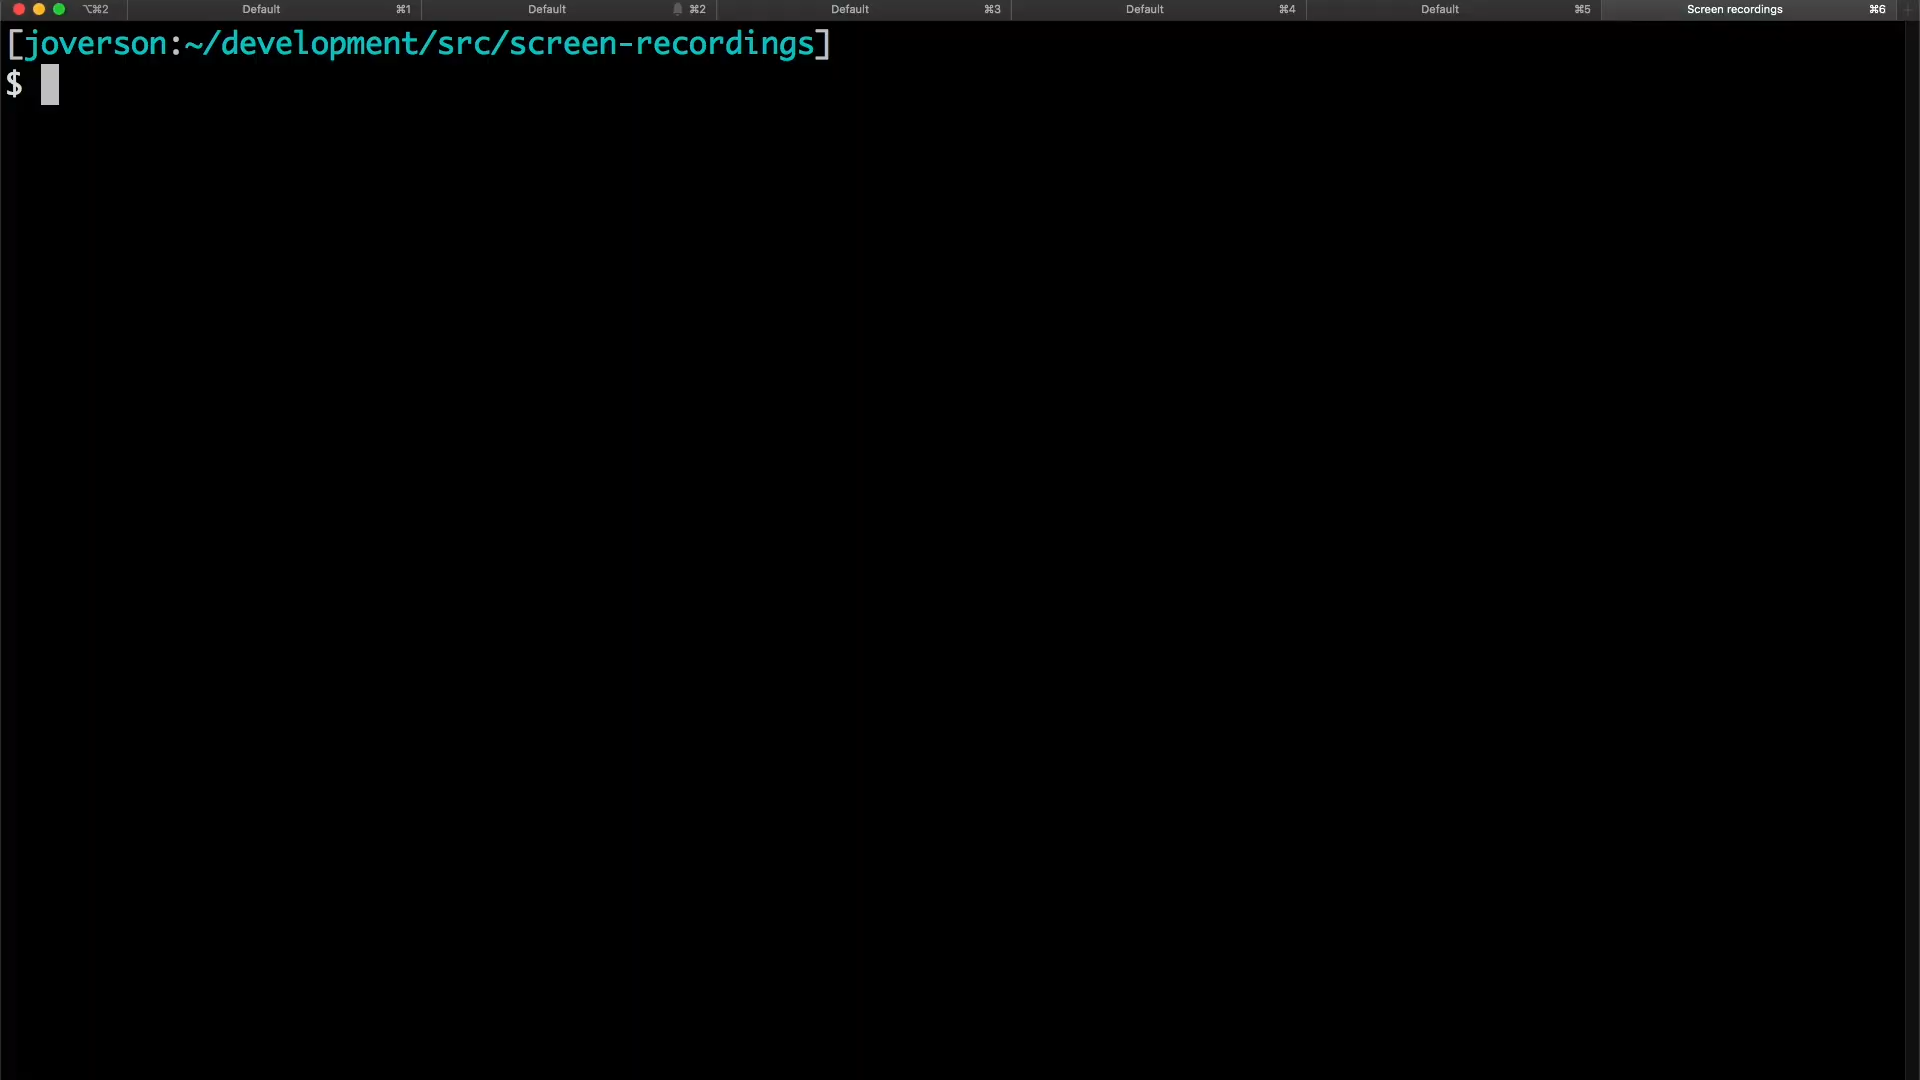 ⌥⌘2 Default ⌘1 Default ⌘2 Default ⌘3 Default ⌘4 Default ⌘5 Screen recordings ⌘6
[joverson:~/development/src/screen-recordings]
$